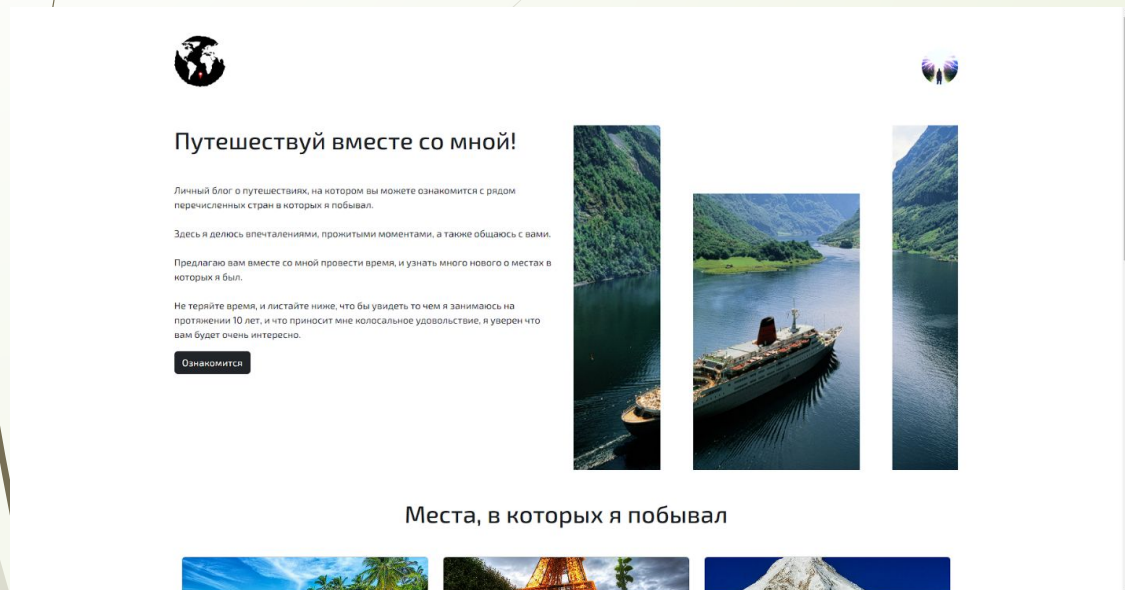 Путешествуй вместе со мной!
Личный блог о путешествиях, на котором вы можете ознакомится с рядом
перечисленных стран в которых я побывал.
Здесь я делюсь впечталениями, прожитыми моментами, а также общаюсь с вами.
Предлагаю вам вместе со мной провести время, и узнать много нового о местах в
которых я был.
Не теряйте время, и листайте ниже, что бы увидеть то чем я занимаюсь на
протяжении 10 лет, и что приносит мне колосальное удовольствие, я уверен что
вам будет очень интересно.
Ознакомится
Места, в которых я побывал